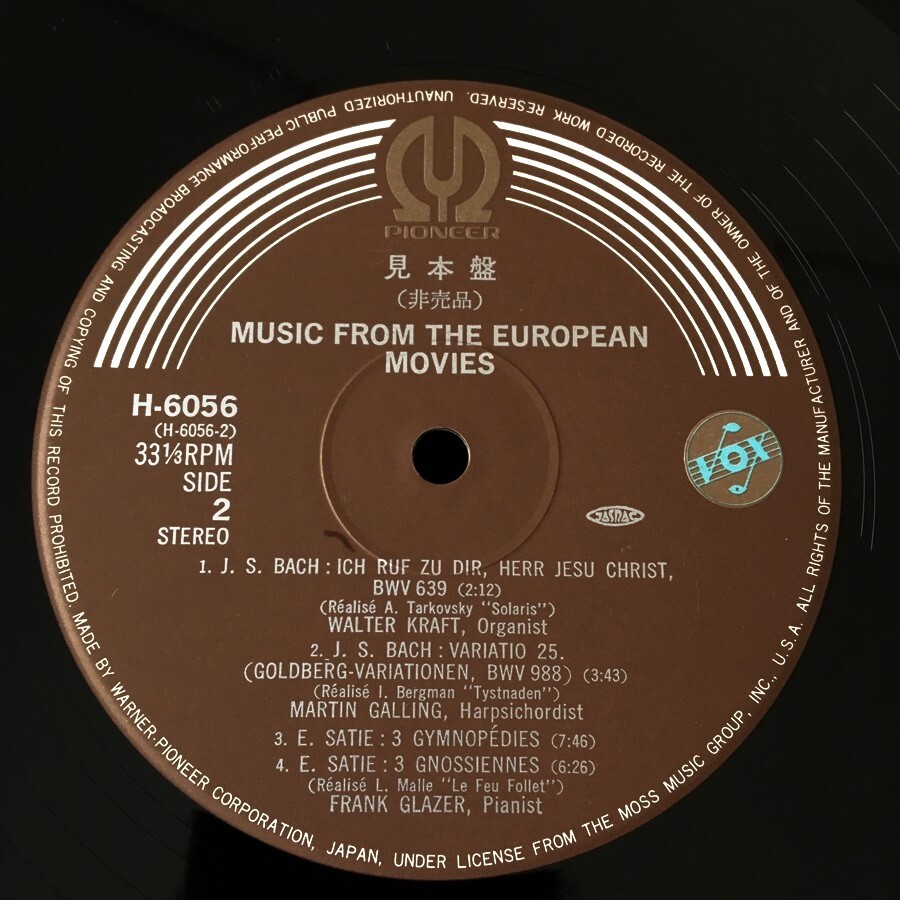 PIONEER
見本盤
(非売品)
MUSIC FROM THE EUROPEAN
MOVIES
H-6056
(H-6056-2)
33⅓RPM
SIDE
2
STEREO
VOX
JASRAC
1. J. S. BACH : ICH RUF ZU DIR, HERR JESU CHRIST,
BWV 639 (2:12)
(Réalisé A. Tarkovsky "Solaris")
WALTER KRAFT, Organist
2. J. S. BACH : VARIATIO 25.
(GOLDBERG-VARIATIONEN, BWV 988) (3:43)
(Réalisé I. Bergman "Tystnaden")
MARTIN GALLING, Harpsichordist
3. E. SATIE : 3 GYMNOPÉDIES (7:46)
4. E. SATIE : 3 GNOSSIENNES (6:26)
(Réalisé L. Malle "Le Feu Follet")
FRANK GLAZER, Pianist
MADE BY WARNER-PIONEER CORPORATION, JAPAN, UNDER LICENSE FROM THE MOSS MUSIC GROUP, INC., U.S.A. ALL RIGHTS OF THE MANUFACTURER AND OF THE OWNER OF THE RECORDED WORK RESERVED. UNAUTHORIZED PUBLIC PERFORMANCE BROADCASTING AND COPYING OF THIS RECORD PROHIBITED.